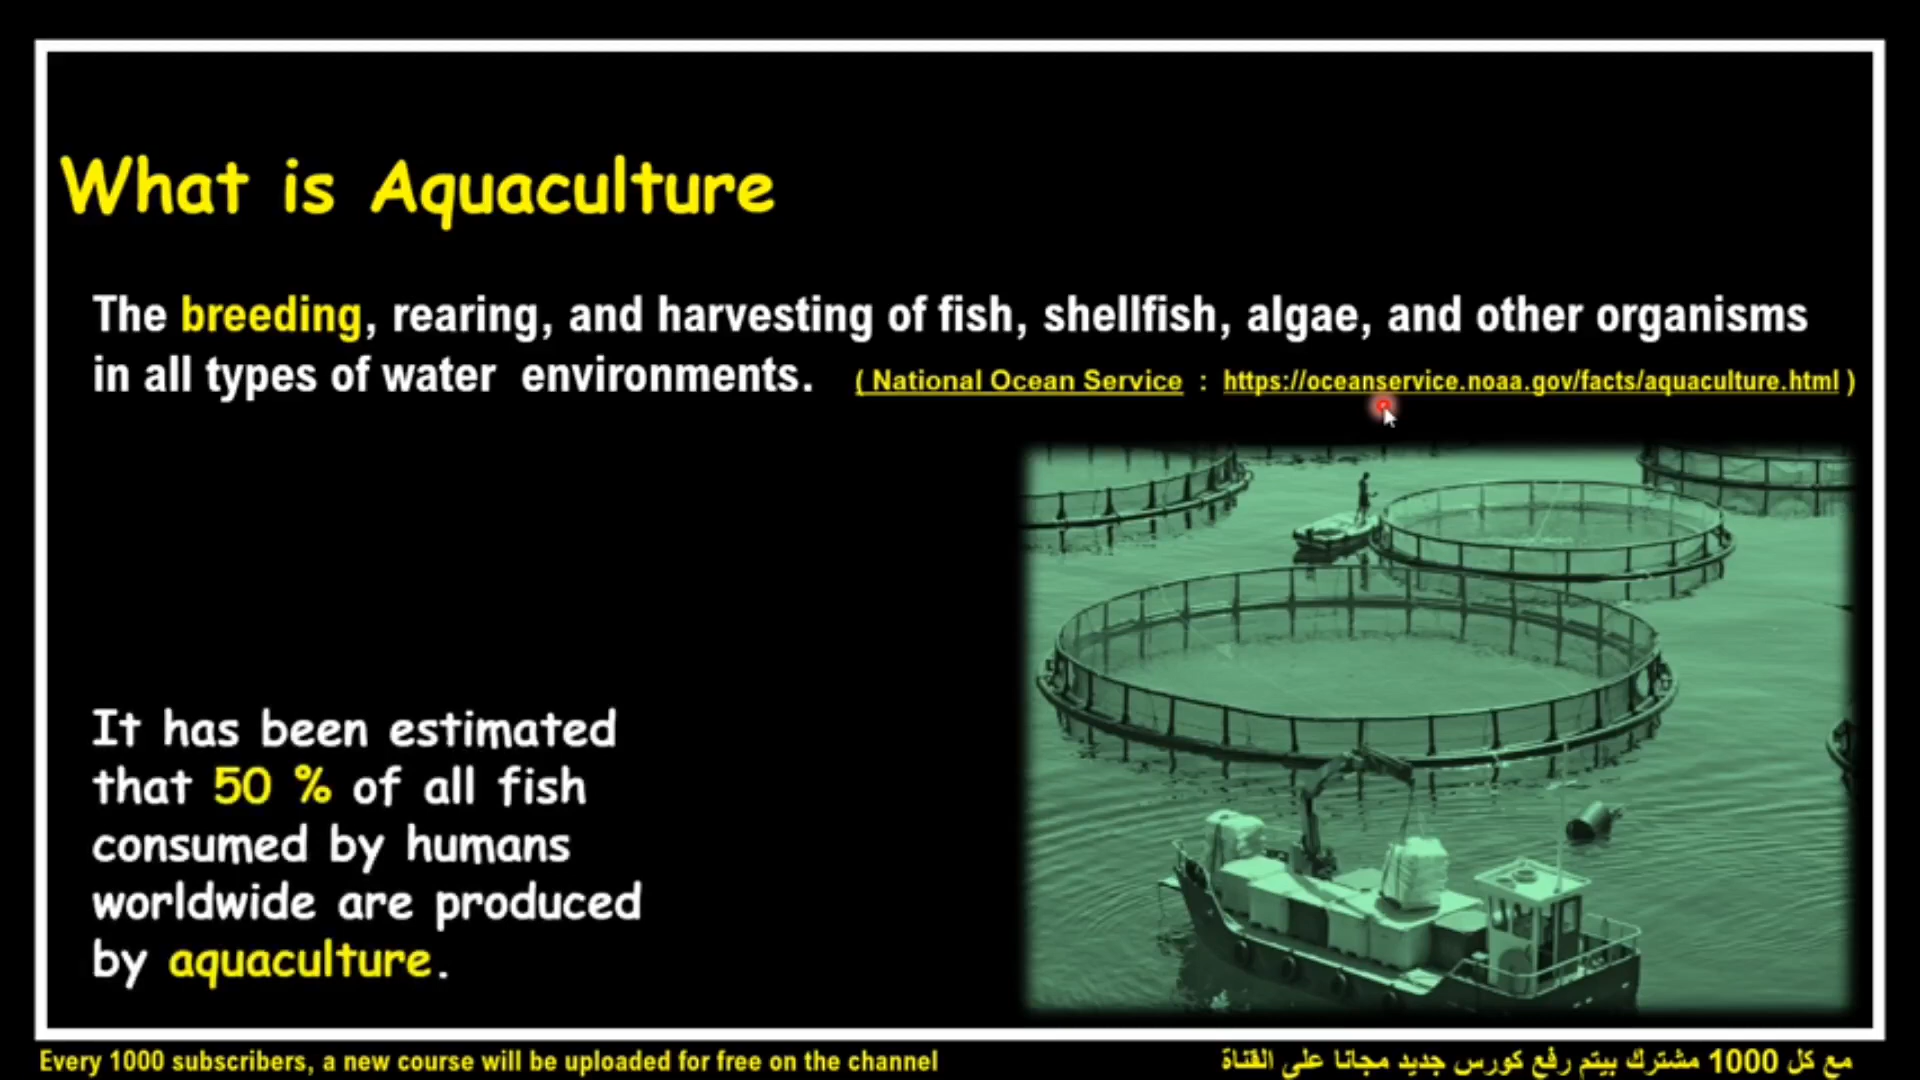 What is Aquaculture
The breeding, rearing, and harvesting of fish, shellfish, algae, and other organisms
in all types of water environments. ( National Ocean Service : https://oceanservice.noaa.gov/facts/aquaculture.html )
It has been estimated
that 50 % of all fish
consumed by humans
worldwide are produced
by aquaculture.
Every 1000 subscribers, a new course will be uploaded for free on the channel
مع كل 1000 مشترك بيتم رفع كورس جديد مجانا على القناة